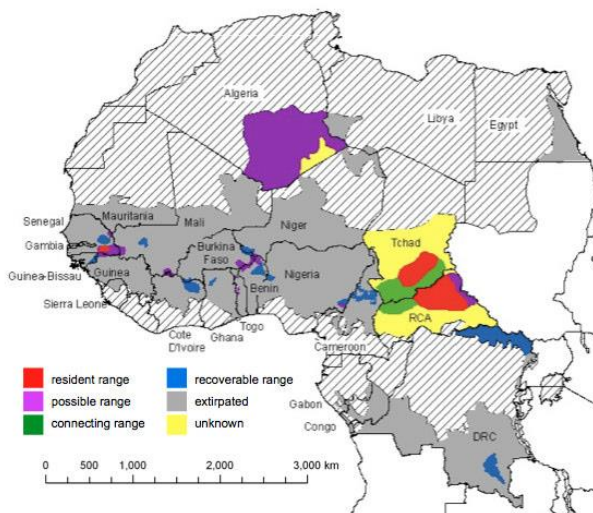 Algeria
Libya
Egypt
Mauritania
Senegal
Mali
Niger
Tchad
Gambia
Burkina
Faso
Guinea-Bissau
Guinea
Nigeria
Benin
Sierra Leone
RCA
Togo
Cote
D'Ivoire
Ghana
Cameroon
Gabon
Congo
DRC
resident range
recoverable range
possible range
extirpated
connecting range
unknown
0 500 1,000 2,000 3,000 km